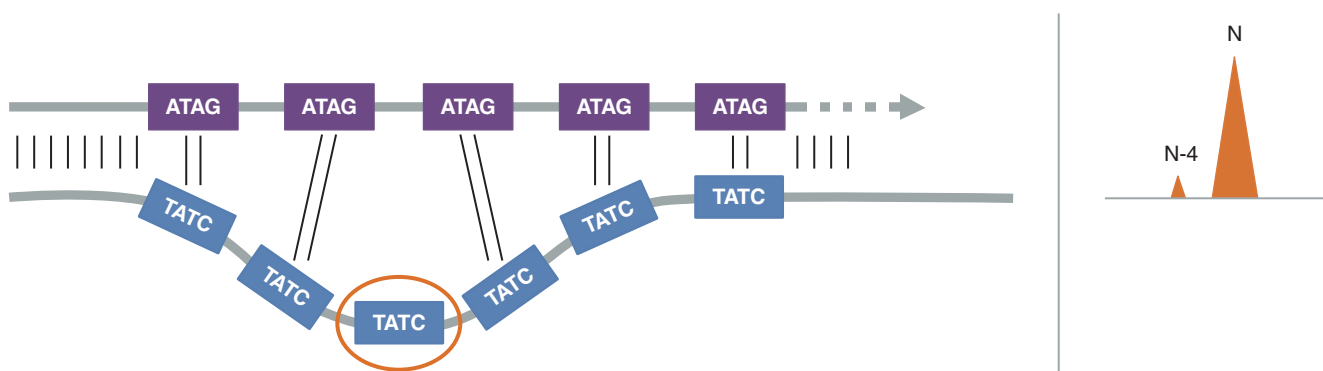 ATAG ATAG ATAG ATAG ATAG
TATC TATC TATC TATC TATC TATC
N
N-4